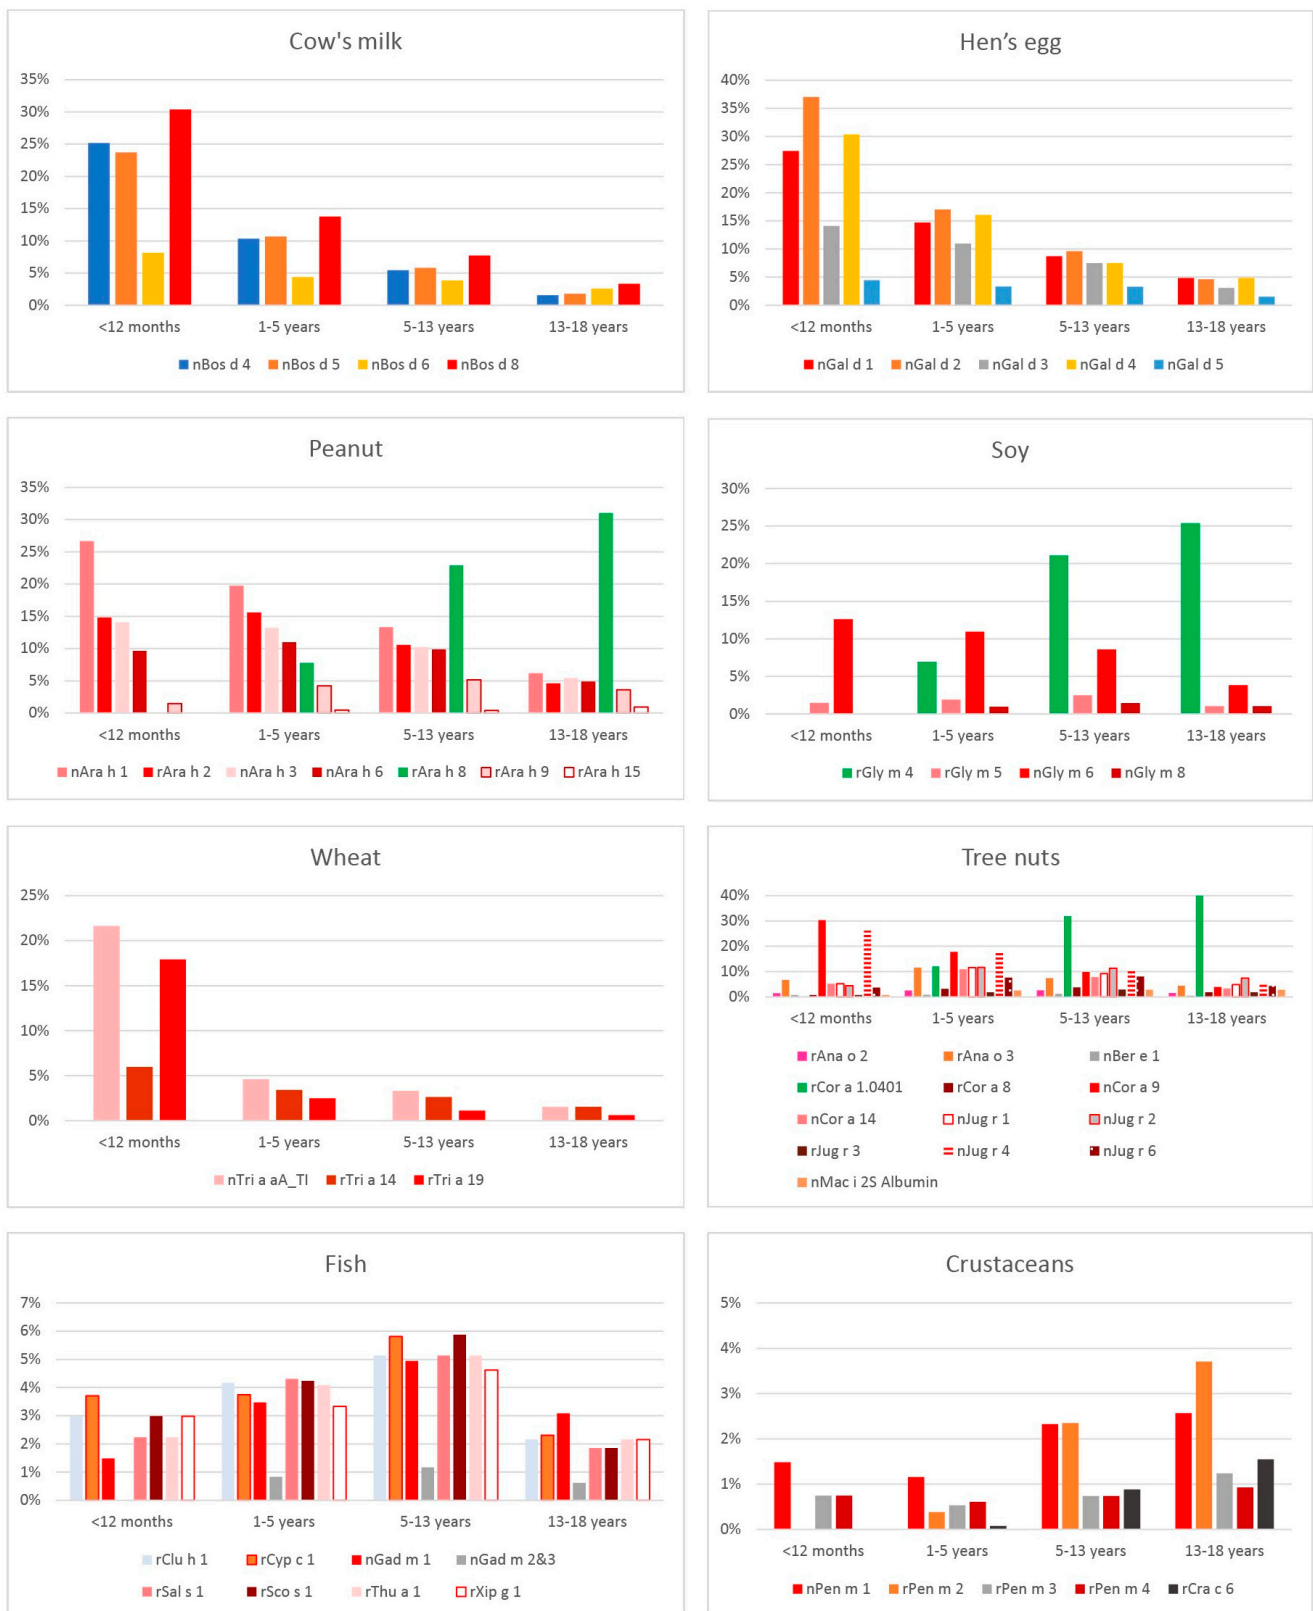 Cow's milk
35%
30%
25%
20%
15%
10%
5%
0%
<12 months 1-5 years 5-13 years 13-18 years
nBos d 4 nBos d 5 nBos d 6 nBos d 8
Hen’s egg
40%
35%
30%
25%
20%
15%
10%
5%
0%
<12 months 1-5 years 5-13 years 13-18 years
nGal d 1 nGal d 2 nGal d 3 nGal d 4 nGal d 5
Peanut
35%
30%
25%
20%
15%
10%
5%
0%
<12 months 1-5 years 5-13 years 13-18 years
nAra h 1 rAra h 2 nAra h 3 nAra h 6 rAra h 8 rAra h 9 rAra h 15
Soy
30%
25%
20%
15%
10%
5%
0%
<12 months 1-5 years 5-13 years 13-18 years
rGly m 4 rGly m 5 nGly m 6 nGly m 8
Wheat
25%
20%
15%
10%
5%
0%
<12 months 1-5 years 5-13 years 13-18 years
nTri a aA_TI rTri a 14 rTri a 19
Tree nuts
40%
30%
20%
10%
0%
<12 months 1-5 years 5-13 years 13-18 years
rAna o 2 rAna o 3 nBer e 1
rCor a 1.0401 rCor a 8 nCor a 9
nCor a 14 nJug r 1 nJug r 2
rJug r 3 nJug r 4 nJug r 6
nMac i 2S Albumin
Fish
7%
6%
5%
4%
3%
2%
1%
0%
<12 months 1-5 years 5-13 years 13-18 years
rClu h 1 rCyp c 1 nGad m 1 nGad m 2&3
rSal s 1 rSco s 1 rThu a 1 rXip g 1
Crustaceans
5%
4%
3%
2%
1%
0%
<12 months 1-5 years 5-13 years 13-18 years
nPen m 1 rPen m 2 rPen m 3 rPen m 4 rCra c 6